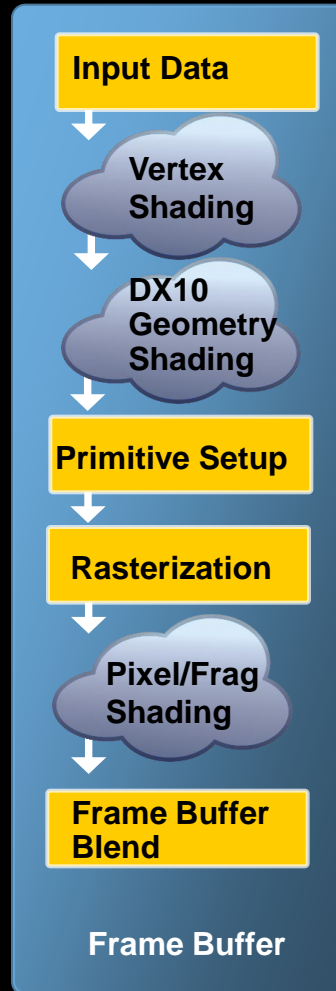 Input Data
Vertex
Shading
DX10
Geometry
Shading
Primitive Setup
Rasterization
Pixel/Frag
Shading
Frame Buffer
Blend
Frame Buffer